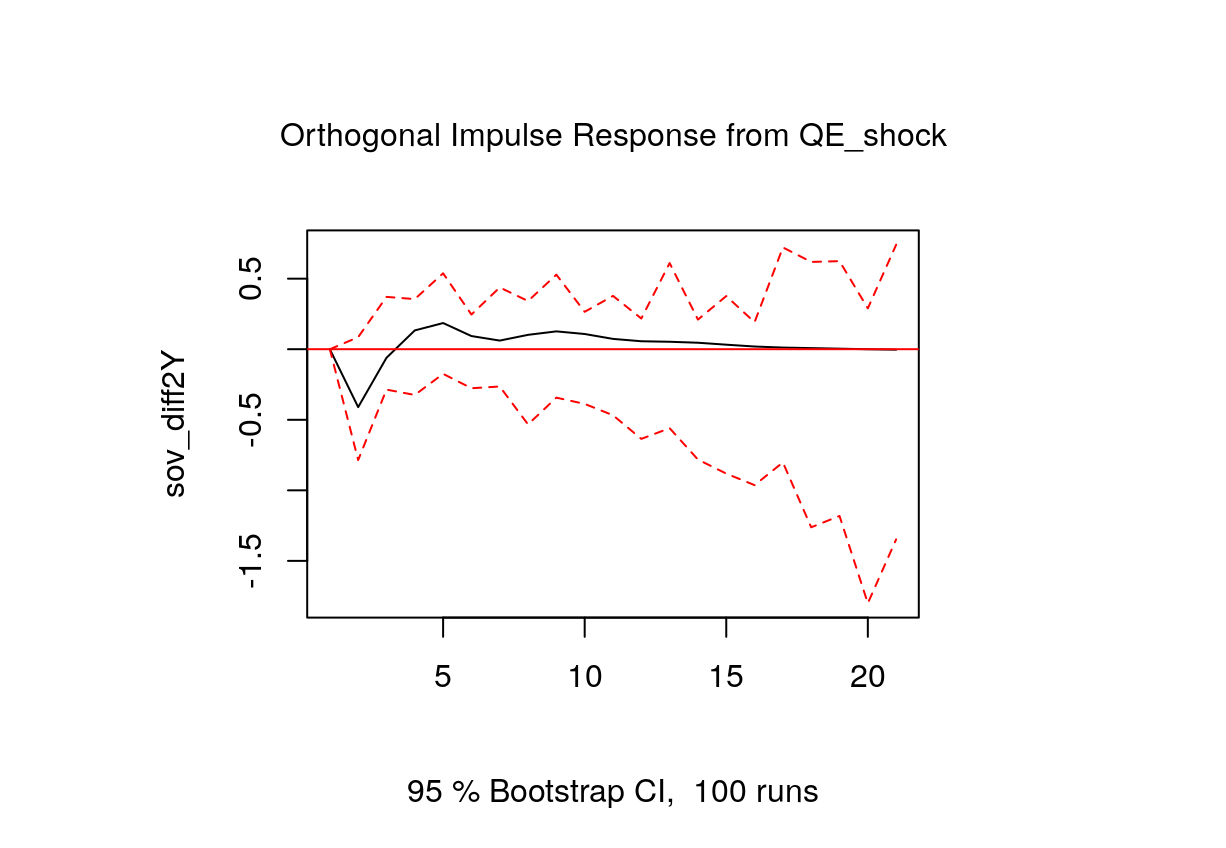 Orthogonal Impulse Response from QE_shock
sov_diff2Y
0.5
-0.5
-1.5
5 10 15 20
95 % Bootstrap CI,  100 runs